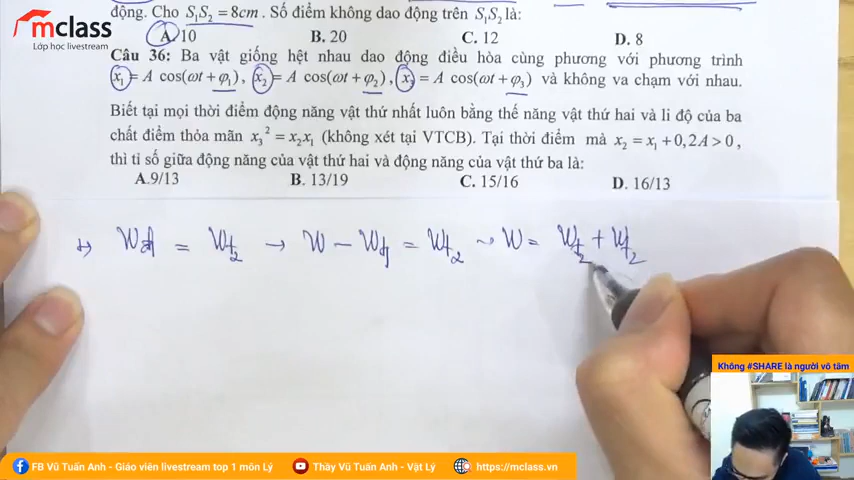 mclass
Lớp học livestream
động. Cho S₁S₂ = 8cm. Số điểm không dao động trên S₁S₂ là:
A. 10 B. 20 C. 12 D. 8
Câu 36: Ba vật giống hệt nhau dao động điều hòa cùng phương với phương trình
x₁ = A cos(ωt + φ₁), x₂ = A cos(ωt + φ₂), x₃ = A cos(ωt + φ₃) và không va chạm với nhau.
Biết tại mọi thời điểm động năng vật thứ nhất luôn bằng thế năng vật thứ hai và li độ của ba
chất điểm thỏa mãn x₃² = x₂x₁ (không xét tại VTCB). Tại thời điểm mà x₂ = x₁ + 0,2A > 0,
thì tỉ số giữa động năng của vật thứ hai và động năng của vật thứ ba là:
A.9/13 B. 13/19 C. 15/16 D. 16/13
= Wt₂ → W − = Wt₂ ~ W = Wt₂ + Wt₂
Không #SHARE là người vô tâm
FB Vũ Tuấn Anh - Giáo viên livestream top 1 môn Lý Thầy Vũ Tuấn Anh - Vật Lý https://mclass.vn